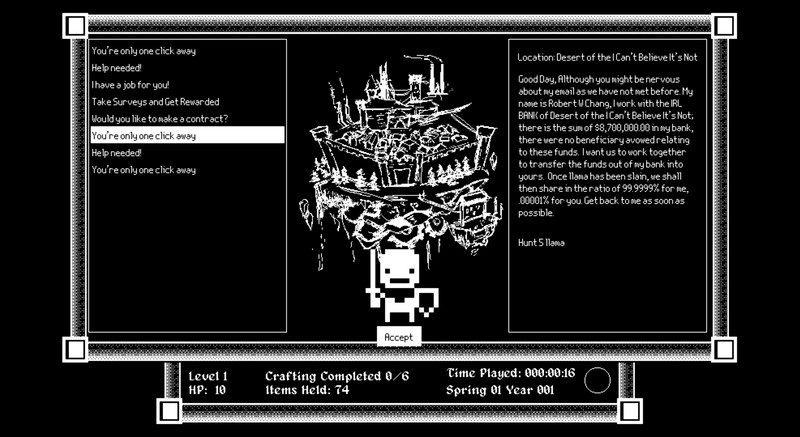 You're only one click away
Help needed!
I have a job for you!
Take Surveys and Get Rewarded
Would you like to make a contract?
You're only one click away
Help needed!
You're only one click away
Location: Desert of the I Can't Believe It's Not
Good Day, Although you might be nervous
about my email as we have not met before. My
name is Robert W Chang, I work with the IRL
BANK of Desert of the I Can't Believe It's Not;
there is the sum of $8,700,000.00 in my bank,
there were no beneficiary avowed relating
to these funds. I want us to work together
to transfer the funds out of my bank into
yours. Once llama has been slain, we shall
then share in the ratio of 99.9999% for me,
.00001% for you. Get back to me as soon as
possible.
Hunt 5 llama
Accept
Level 1
HP: 10
Crafting Completed 0/6
Items Held: 74
Time Played: 000:00:16
Spring 01 Year 001